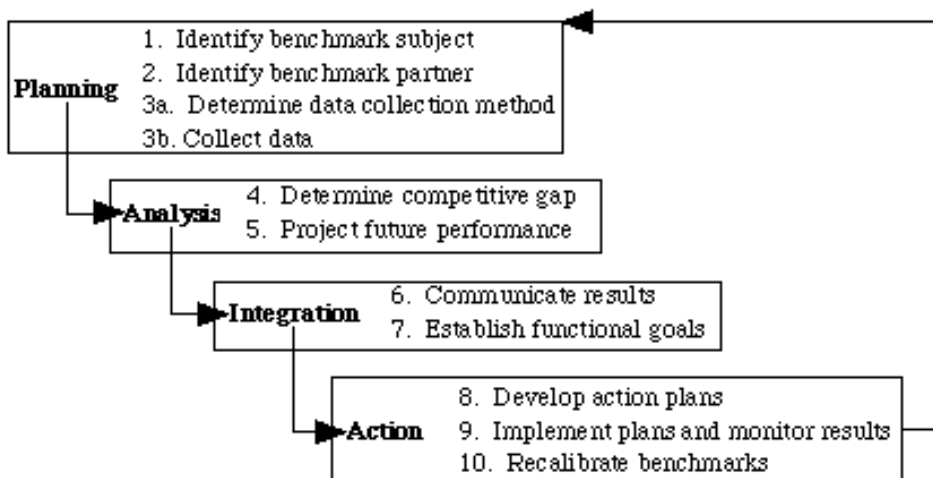 1. Identify benchmark subject
2. Identify benchmark partner
Planning
3a. Determine data collection method
3b. Collect data
4. Determine competitive gap
Analysis
5. Project future performance
6. Communicate results
Integration
7. Establish functional goals
8. Develop action plans
Action
9. Implement plans and monitor results
10. Recalibrate benchmarks